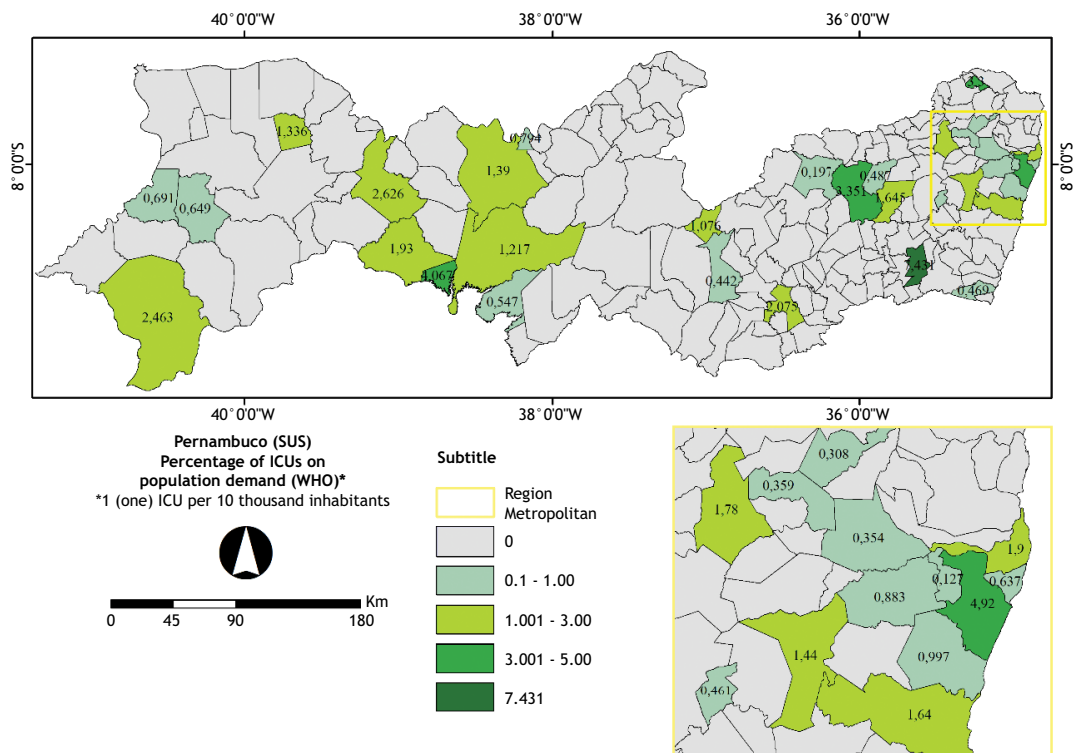 40°0'0"W 38°0'0"W 36°0'0"W
8°0'0"S
8°0'0"S
1,336
0,794
1,39
2,626
0,691
0,649
1,93
1,217
4,067
0,547
2,463
0,197
0,487
3,351
1,645
1,076
0,442
2,075
0,469
40°0'0"W 38°0'0"W 36°0'0"W
Pernambuco (SUS)
Percentage of ICUs on
population demand (WHO)*
*1 (one) ICU per 10 thousand inhabitants
Km
0 45 90 180
Subtitle
Region
Metropolitan
0
0.1 - 1.00
1.001 - 3.00
3.001 - 5.00
7.431
0,308
0,359
1,78
0,354
1,9
0,127
0,637
0,883
4,92
1,44
0,997
0,461
1,64